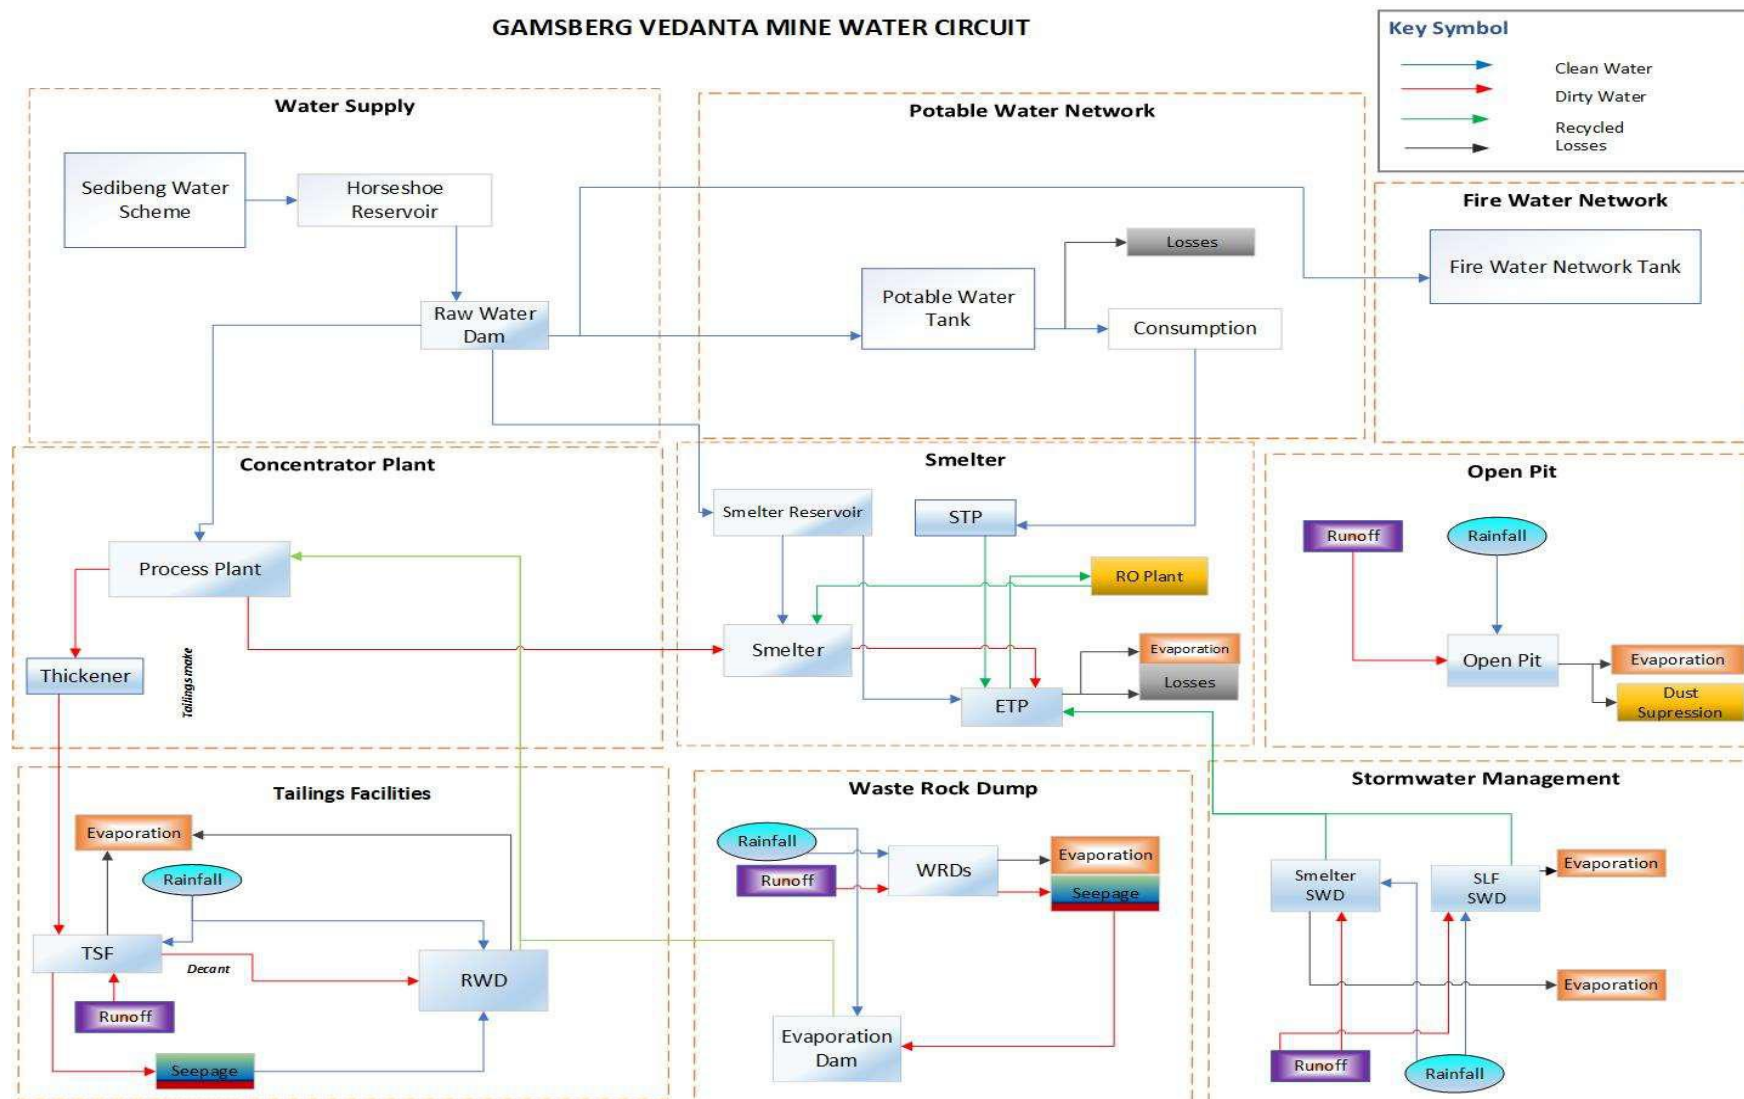 GAMSBERG VEDANTA MINE WATER CIRCUIT
Key Symbol
Clean Water
Dirty Water
Recycled
Losses
Water Supply
Sedibeng Water
Scheme
Horseshoe
Reservoir
Raw Water
Dam
Potable Water Network
Losses
Potable Water
Tank
Consumption
Fire Water Network
Fire Water Network Tank
Concentrator Plant
Process Plant
Thickener
Tailings make
Smelter
Smelter Reservoir
STP
RO Plant
Smelter
Evaporation
Losses
ETP
Open Pit
Runoff
Rainfall
Open Pit
Evaporation
Dust
Supression
Tailings Facilities
Evaporation
Rainfall
TSF
Decant
RWD
Runoff
Seepage
Waste Rock Dump
Rainfall
Runoff
WRDs
Evaporation
Seepage
Evaporation
Dam
Stormwater Management
Smelter
SWD
SLF
SWD
Evaporation
Evaporation
Runoff
Rainfall